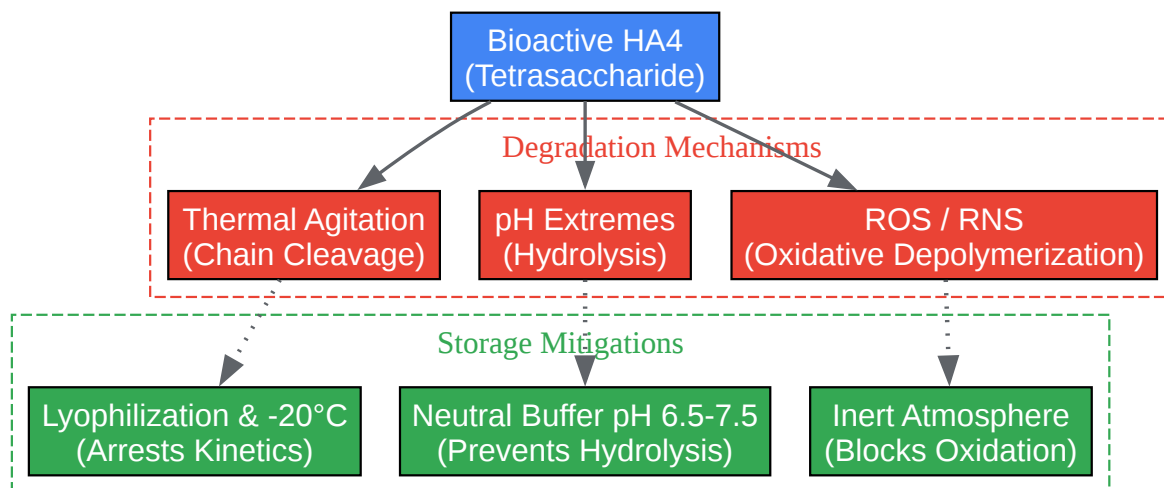 Bioactive HA4
(Tetrasaccharide)
Degradation Mechanisms
Thermal Agitation
(Chain Cleavage)
pH Extremes
(Hydrolysis)
ROS / RNS
(Oxidative Depolymerization)
Storage Mitigations
Lyophilization & -20°C
(Arrests Kinetics)
Neutral Buffer pH 6.5-7.5
(Prevents Hydrolysis)
Inert Atmosphere
(Blocks Oxidation)